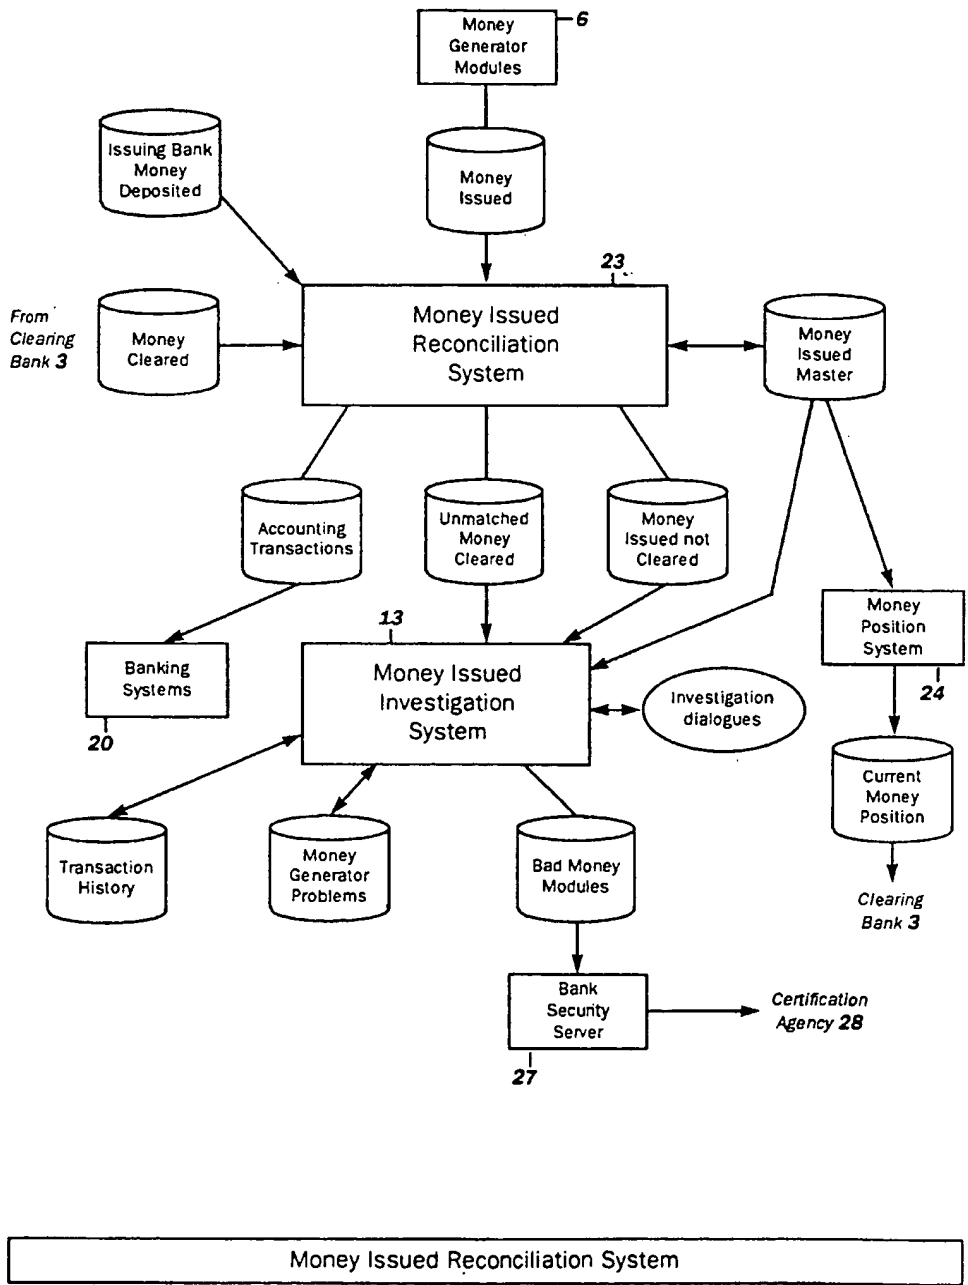 Money
Generator
Modules
6
Issuing Bank
Money
Deposited
Money
Issued
23
From
Clearing
Bank 3
Money
Cleared
Money Issued
Reconciliation
System
Money
Issued
Master
Accounting
Transactions
Unmatched
Money
Cleared
Money
Issued not
Cleared
Money
Position
System
24
13
Banking
Systems
20
Money Issued
Investigation
System
Investigation
dialogues
Current
Money
Position
Transaction
History
Money
Generator
Problems
Bad Money
Modules
Clearing
Bank 3
Bank
Security
Server
27
Certification
Agency 28
Money Issued Reconciliation System